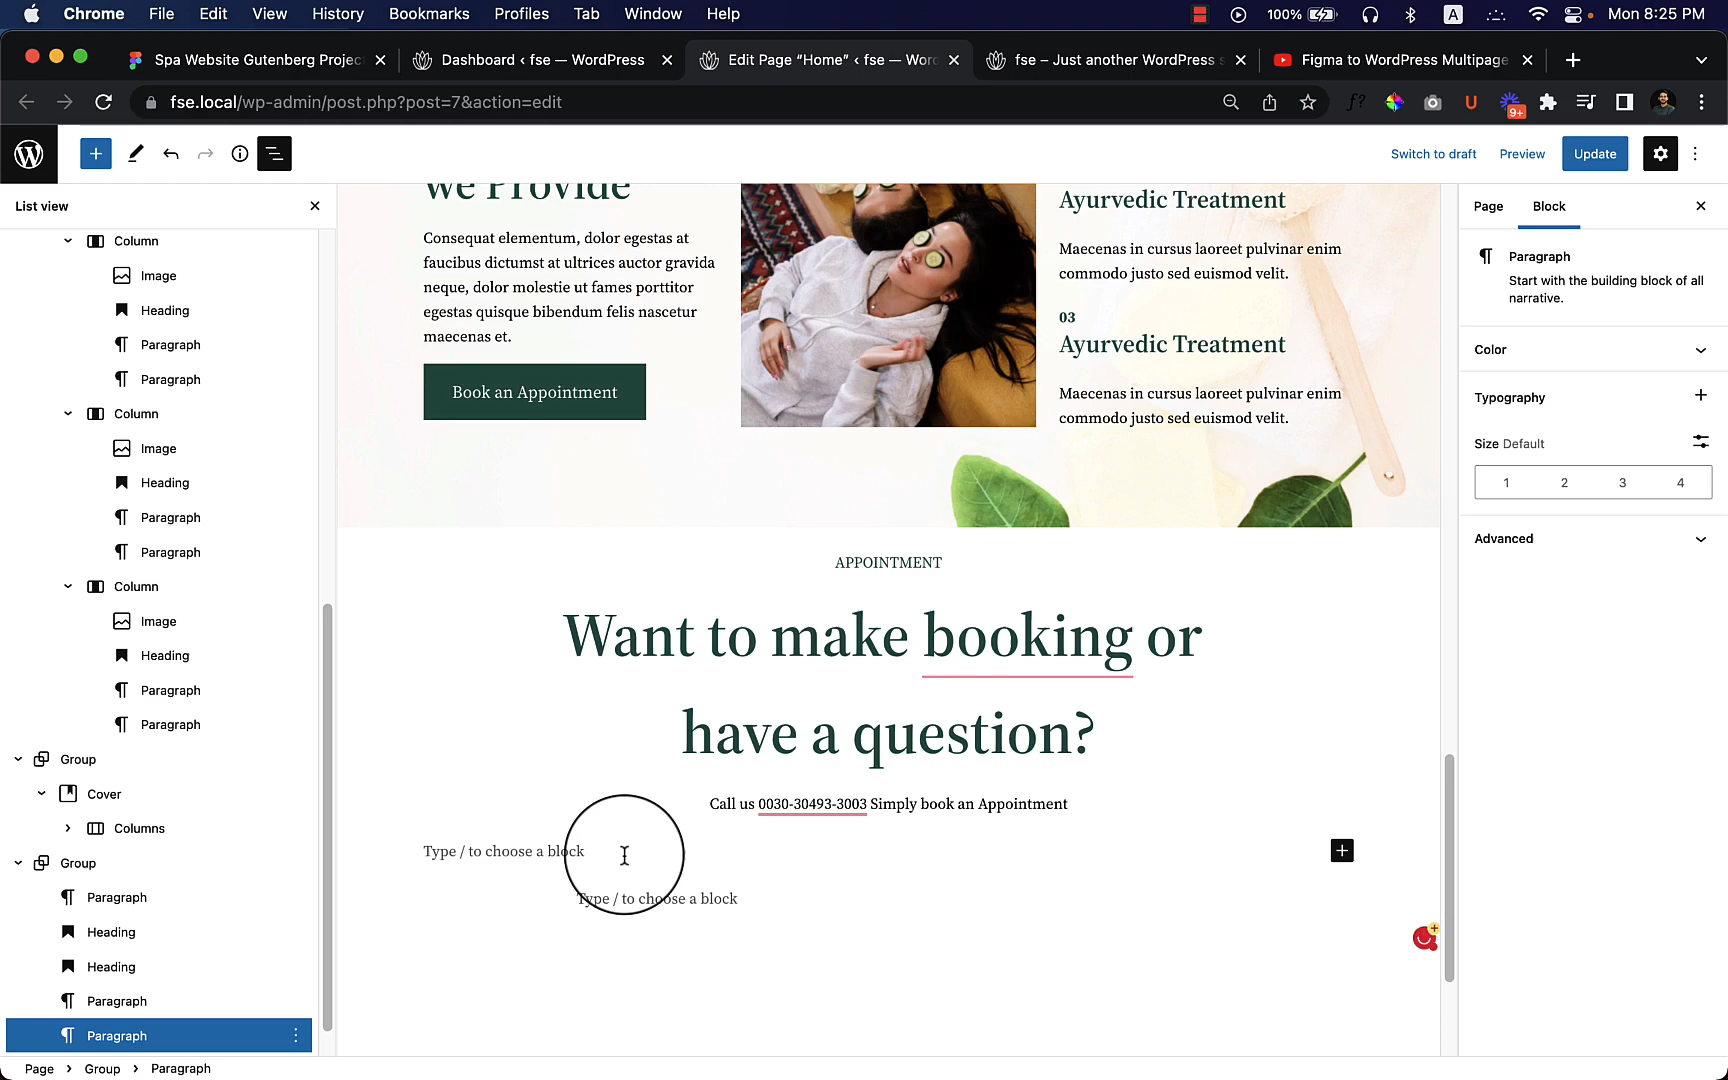 Chrome File Edit View History Bookmarks Profiles Tab Window Help 100% A Mon 8:25 PM
Spa Website Gutenberg Projec Dashboard ‹ fse — WordPress Edit Page “Home” ‹ fse — Wor fse – Just another WordPress s Figma to WordPress Multipage
fse.local/wp-admin/post.php?post=7&action=edit f? U 9+
Switch to draft Preview Update
List view
Column
Image
Heading
Paragraph
Paragraph
Column
Image
Heading
Paragraph
Paragraph
Column
Image
Heading
Paragraph
Paragraph
Group
Cover
Columns
Group
Paragraph
Heading
Heading
Paragraph
Paragraph
Page › Group › Paragraph
we Provide
Consequat elementum, dolor egestas at
faucibus dictumst at ultrices auctor gravida
neque, dolor molestie ut fames porttitor
egestas quisque bibendum felis nascetur
maecenas et.
Book an Appointment
Ayurvedic Treatment
Maecenas in cursus laoreet pulvinar enim
commodo justo sed euismod velit.
03
Ayurvedic Treatment
Maecenas in cursus laoreet pulvinar enim
commodo justo sed euismod velit.
APPOINTMENT
Want to make booking or
have a question?
Call us 0030-30493-3003 Simply book an Appointment
Type / to choose a block
Type / to choose a block
Page Block
Paragraph
Start with the building block of all
narrative.
Color
Typography
Size Default
1 2 3 4
Advanced